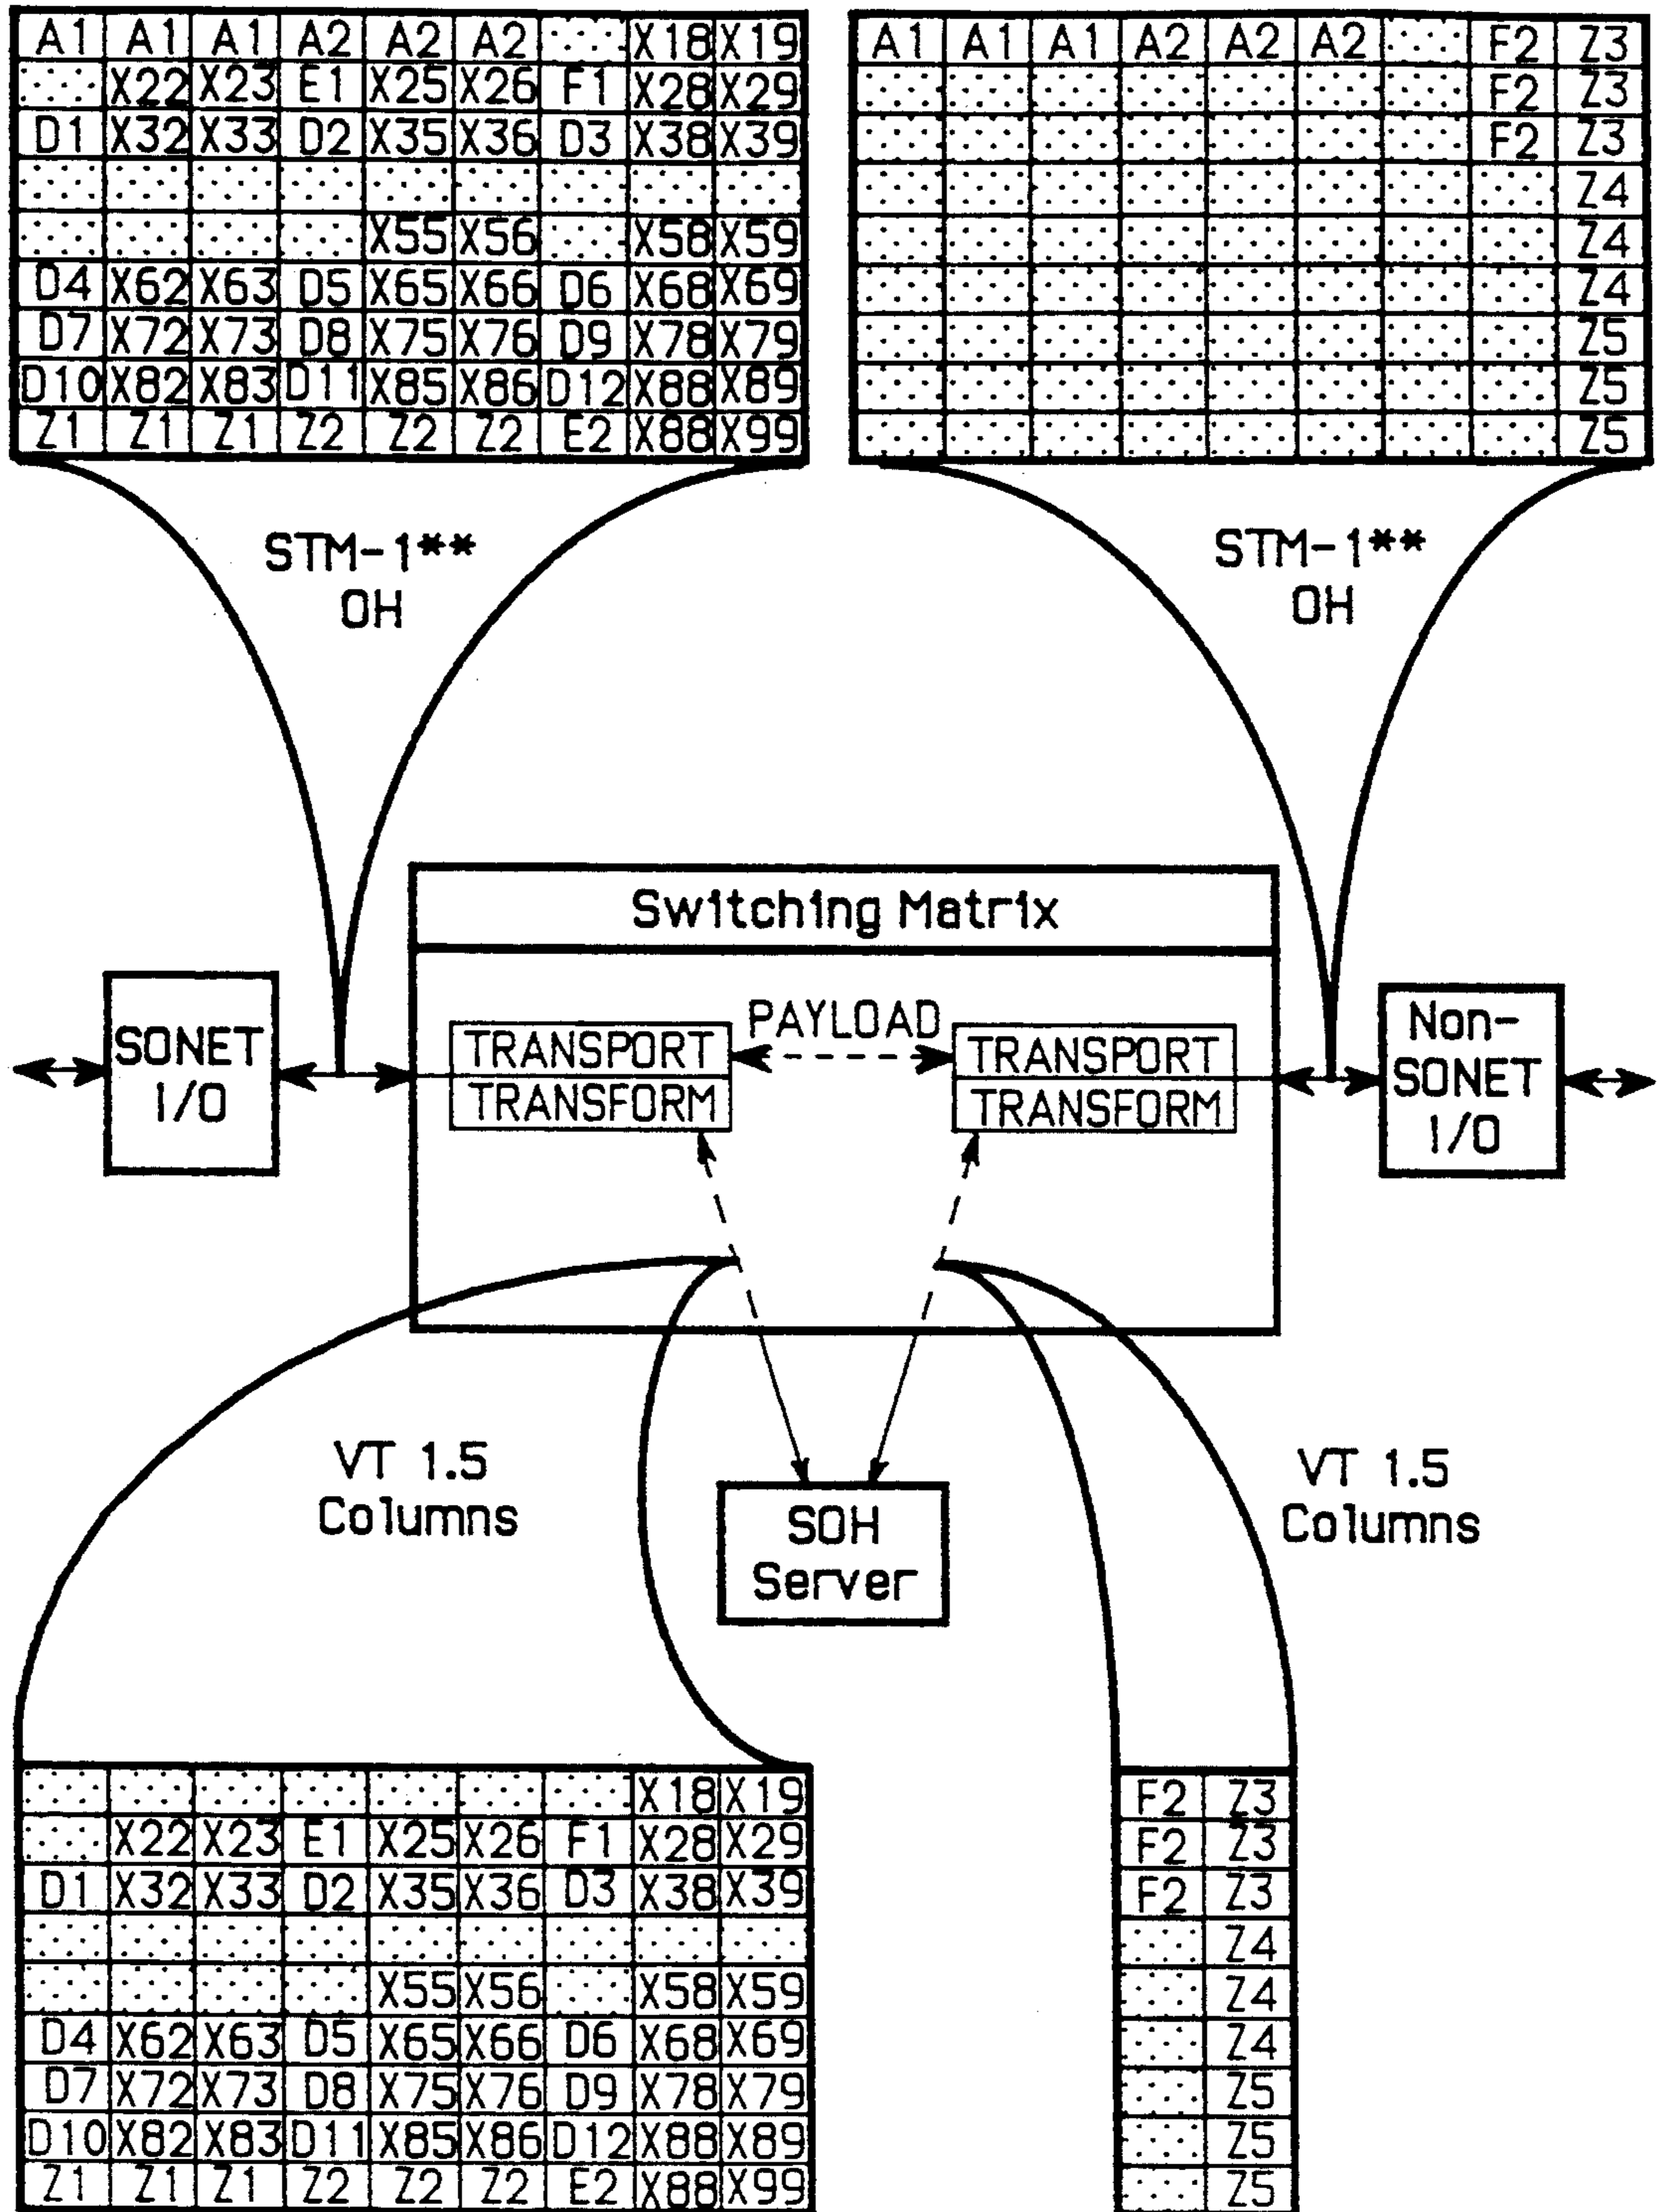 A1 A1 A1 A2 A2 A2 X18 X19
X22 X23 E1 X25 X26 F1 X28 X29
D1 X32 X33 D2 X35 X36 D3 X38 X39
X55 X56 X58 X59
D4 X62 X63 D5 X65 X66 D6 X68 X69
D7 X72 X73 D8 X75 X76 D9 X78 X79
D10 X82 X83 D11 X85 X86 D12 X88 X89
Z1 Z1 Z1 Z2 Z2 Z2 E2 X88 X99
A1 A1 A1 A2 A2 A2 F2 Z3
F2 Z3
F2 Z3
Z4
Z4
Z4
Z5
Z5
Z5
STM-1**
OH
STM-1**
OH
Switching Matrix
SONET
I/O
TRANSPORT
TRANSFORM
PAYLOAD
TRANSPORT
TRANSFORM
Non-
SONET
I/O
VT 1.5
Columns
SOH
Server
VT 1.5
Columns
X18 X19
X22 X23 E1 X25 X26 F1 X28 X29
D1 X32 X33 D2 X35 X36 D3 X38 X39
X55 X56 X58 X59
D4 X62 X63 D5 X65 X66 D6 X68 X69
D7 X72 X73 D8 X75 X76 D9 X78 X79
D10 X82 X83 D11 X85 X86 D12 X88 X89
Z1 Z1 Z1 Z2 Z2 Z2 E2 X88 X99
F2 Z3
F2 Z3
F2 Z3
Z4
Z4
Z4
Z5
Z5
Z5